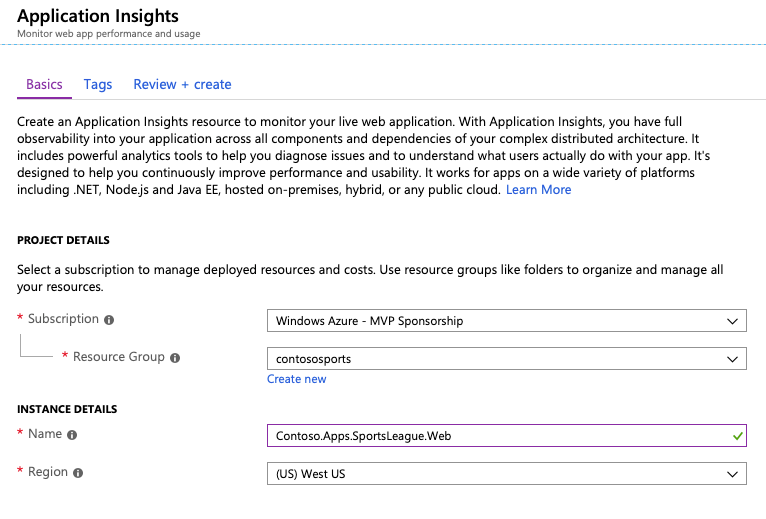 Application Insights
Monitor web app performance and usage
Basics Tags Review + create
Create an Application Insights resource to monitor your live web application. With Application Insights, you have full
observability into your application across all components and dependencies of your complex distributed architecture. It
includes powerful analytics tools to help you diagnose issues and to understand what users actually do with your app. It's
designed to help you continuously improve performance and usability. It works for apps on a wide variety of platforms
including .NET, Node.js and Java EE, hosted on-premises, hybrid, or any public cloud. Learn More
PROJECT DETAILS
Select a subscription to manage deployed resources and costs. Use resource groups like folders to organize and manage all
your resources.
* Subscription Windows Azure - MVP Sponsorship
* Resource Group contososports
Create new
INSTANCE DETAILS
* Name Contoso.Apps.SportsLeague.Web
* Region (US) West US